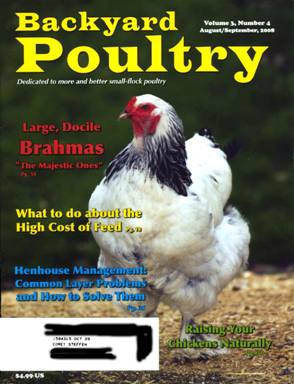 Backyard
Poultry
Volume 3, Number 4
August/September, 2008
Dedicated to more and better small-flock poultry
Large, Docile
Brahmas
"The Majestic Ones"
What to do about the
High Cost of Feed
Henhouse Management:
Common Layer Problems
and How to Solve Them
Raising Your
Chickens Naturally
COREY STEFFEN
$4.99 US